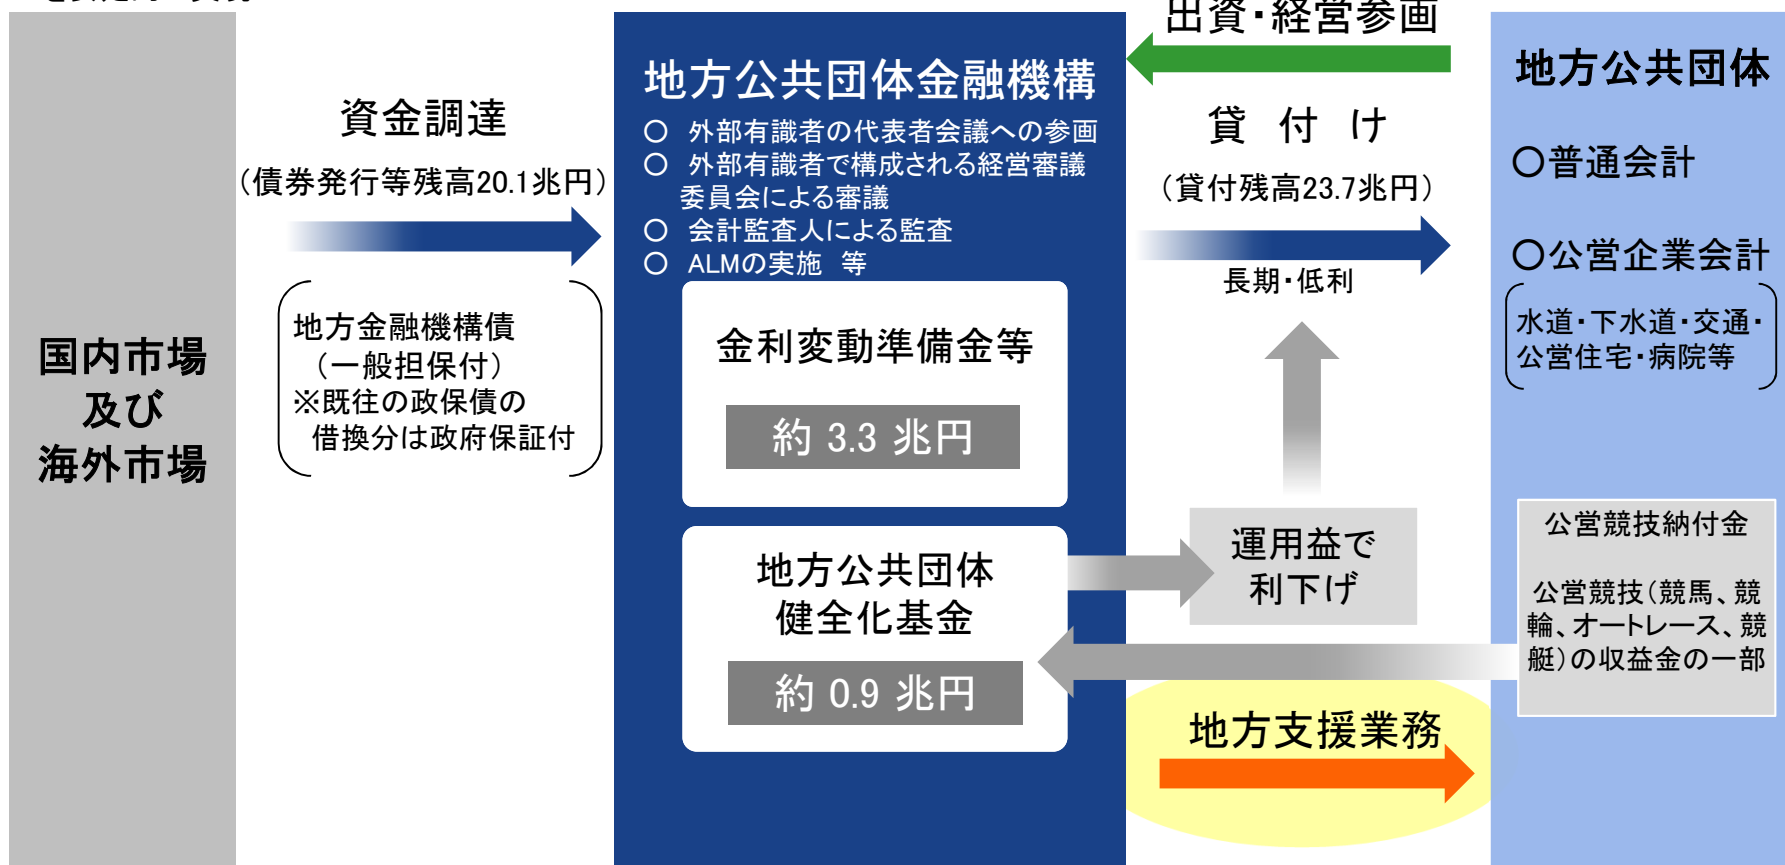 出資・経営参画
国内市場
及び
海外市場
資金調達
（債券発行等残高20.1兆円）
地方金融機構債
（一般担保付）
※既往の政保債の
借換分は政府保証付
地方公共団体金融機構
○ 外部有識者の代表者会議への参画
○ 外部有識者で構成される経営審議
委員会による審議
○ 会計監査人による監査
○ ALMの実施 等
金利変動準備金等
約 3.3 兆円
地方公共団体
健全化基金
約 0.9 兆円
貸 付 け
（貸付残高23.7兆円）
長期・低利
運用益で
利下げ
地方支援業務
地方公共団体
○普通会計
○公営企業会計
水道・下水道・交通・
公営住宅・病院等
公営競技納付金
公営競技（競馬、競
輪、オートレース、競
艇）の収益金の一部